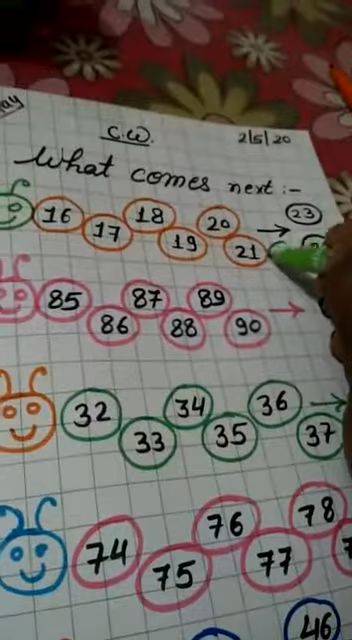 C.W.
2/5/20
What comes next :-
16 17 18 19 20 21 → 23
85 86 87 88 89 90 →
32 33 34 35 36 37 →
74 75 76 77 78
46